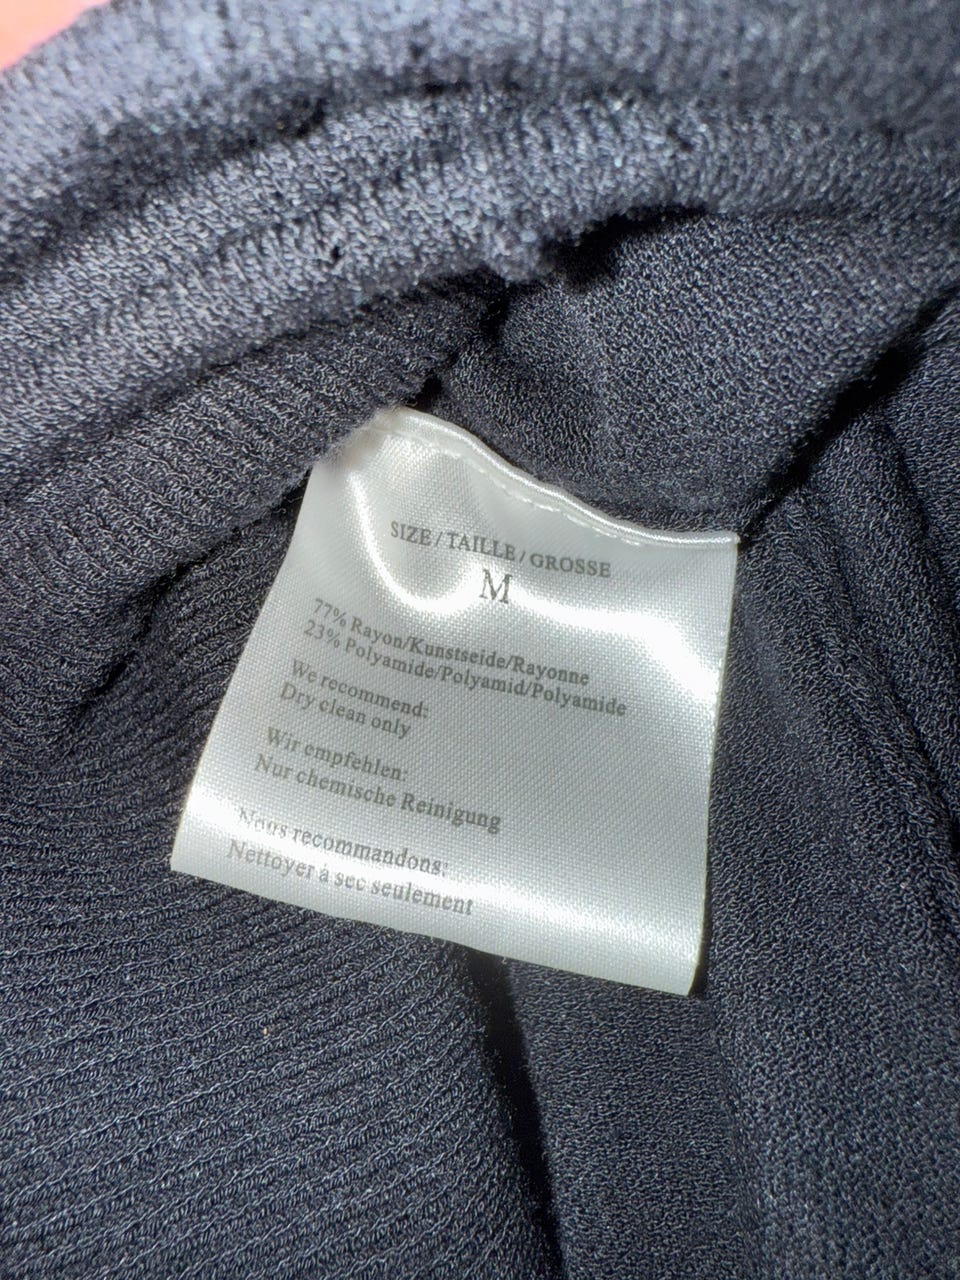 SIZE/TAILLE/GROSSE
M
77% Rayon/Kunstseide/Rayonne
23% Polyamide/Polyamid/Polyamide
We recommend:
Dry clean only
Wir empfehlen:
Nur chemische Reinigung
Nous recommandons:
Nettoyer à sec seulement